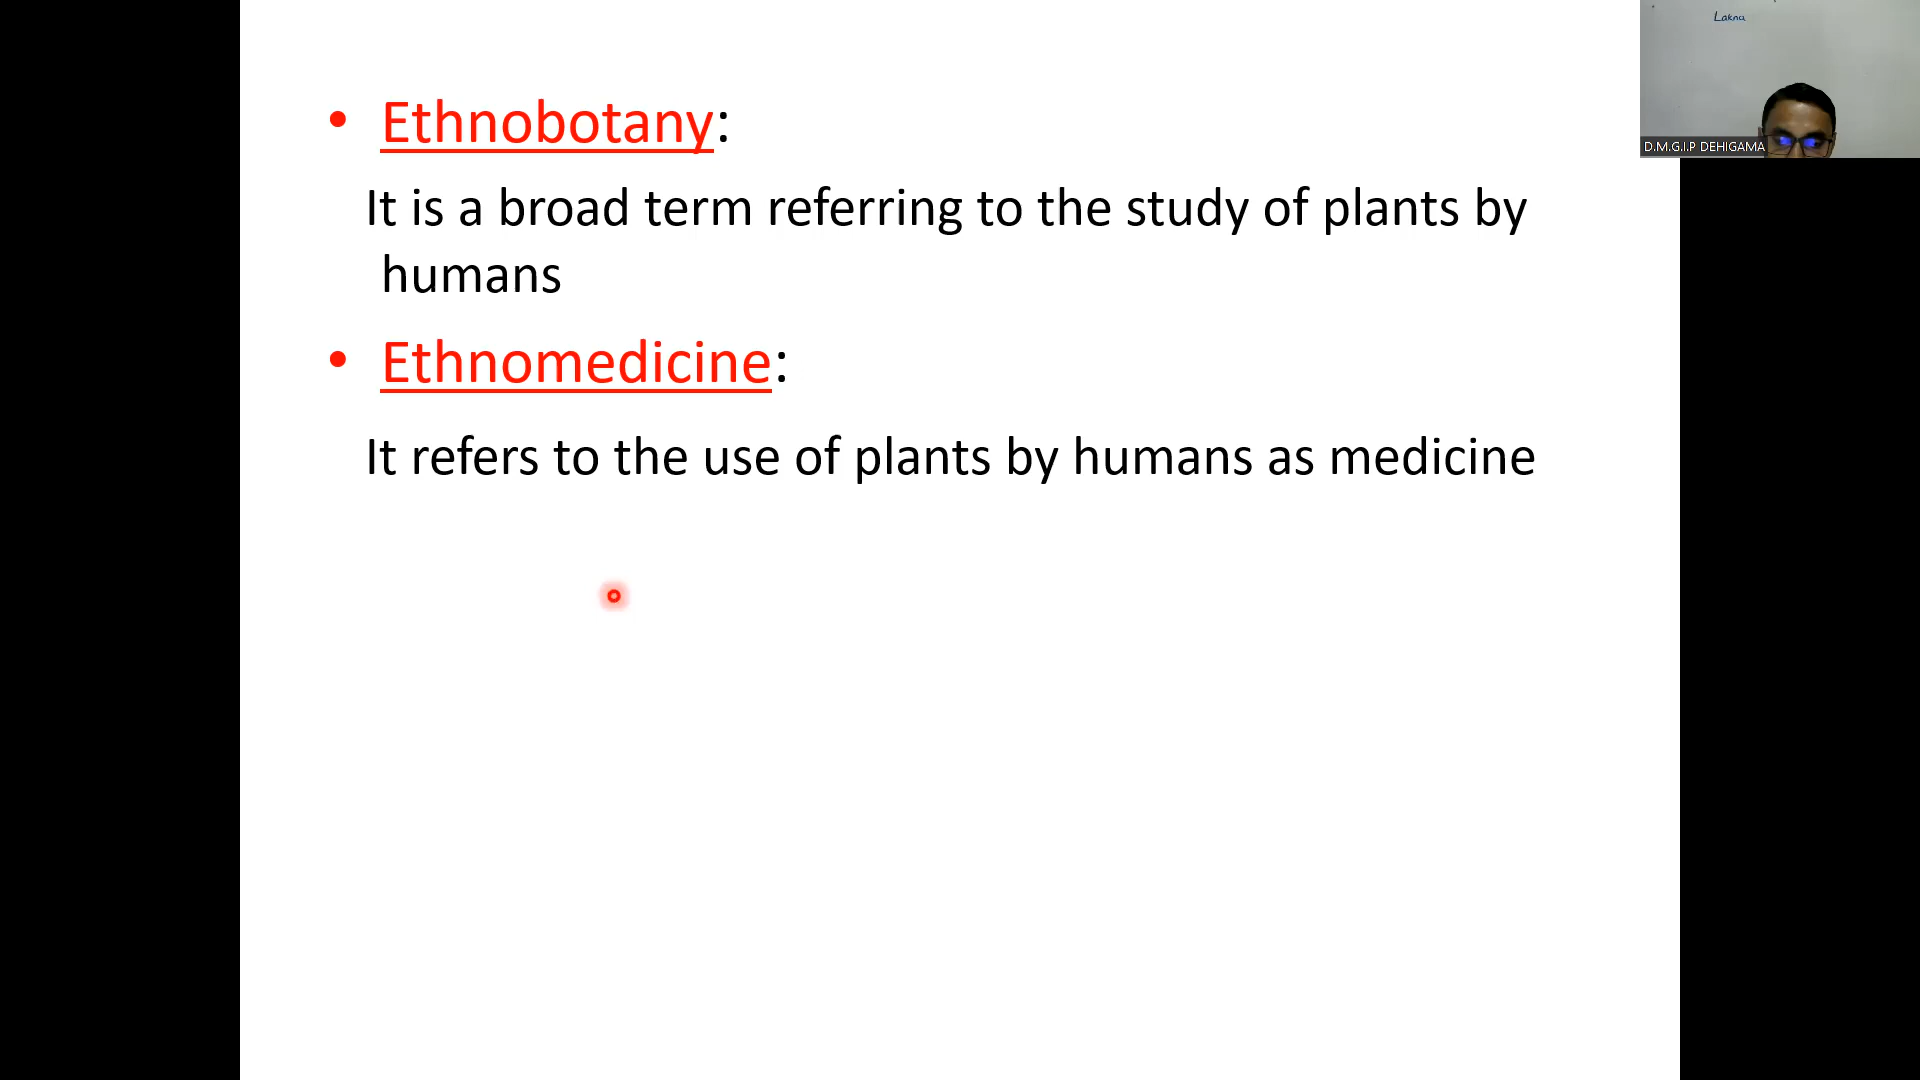 • Ethnobotany:
It is a broad term referring to the study of plants by
humans
• Ethnomedicine:
It refers to the use of plants by humans as medicine
Lakna
D.M.G.I.P DEHIGAMA